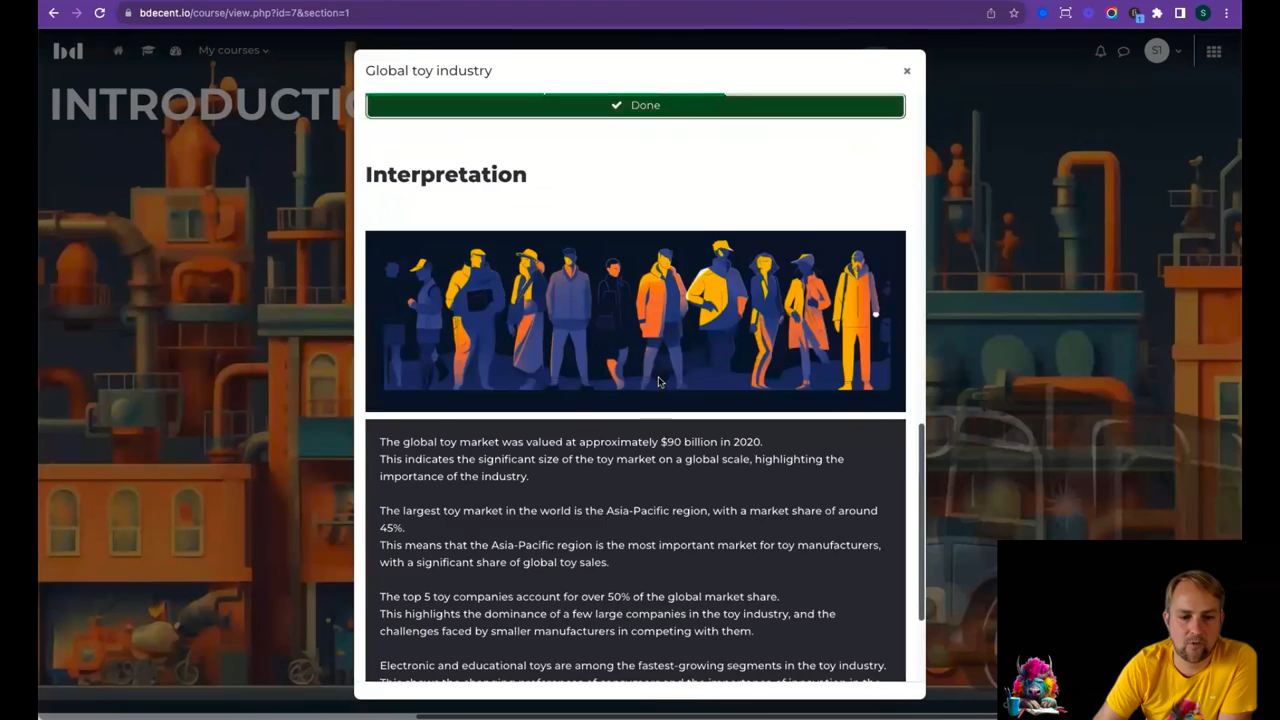 bdecent.io/course/view.php?id=7&section=1
S
bd
My courses
S1
INTRODUCTIO
Global toy industry
×
Done
Interpretation
The global toy market was valued at approximately $90 billion in 2020.
This indicates the significant size of the toy market on a global scale, highlighting the
importance of the industry.
The largest toy market in the world is the Asia-Pacific region, with a market share of around
45%.
This means that the Asia-Pacific region is the most important market for toy manufacturers,
with a significant share of global toy sales.
The top 5 toy companies account for over 50% of the global market share.
This highlights the dominance of a few large companies in the toy industry, and the
challenges faced by smaller manufacturers in competing with them.
Electronic and educational toys are among the fastest-growing segments in the toy industry.